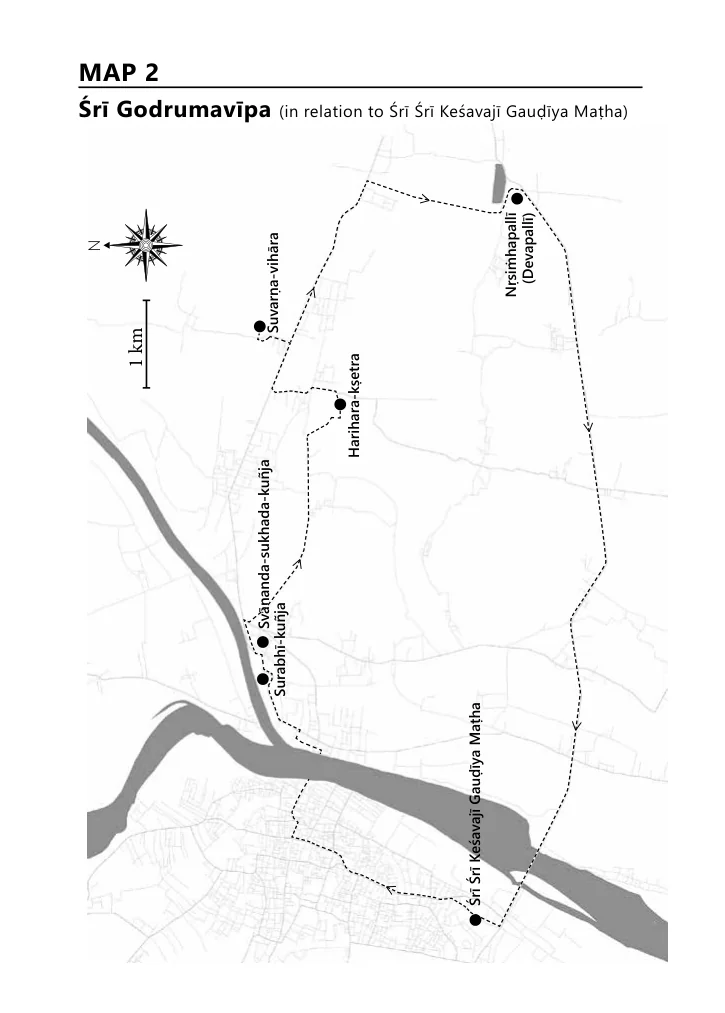 MAP 2
Śrī Godrumavīpa (in relation to Śrī Śrī Keśavajī Gauḍīya Maṭha)
N
1 km
Suvarṇa-vihāra
Nṛsiṁhapallī
(Devapallī)
Harihara-kṣetra
Svānanda-sukhada-kuñja
Surabhī-kuñja
Śrī Śrī Keśavajī Gauḍīya Maṭha